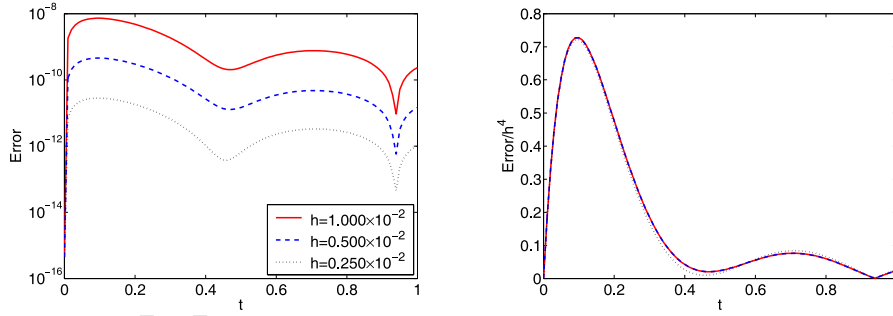 10⁻⁸
10⁻¹⁰
10⁻¹²
10⁻¹⁴
10⁻¹⁶
Error
0 0.2 0.4 0.6 0.8 1
t
h=1.000×10⁻²
h=0.500×10⁻²
h=0.250×10⁻²
0.8
0.7
0.6
0.5
0.4
0.3
0.2
0.1
0
Error/h⁴
0 0.2 0.4 0.6 0.8
t